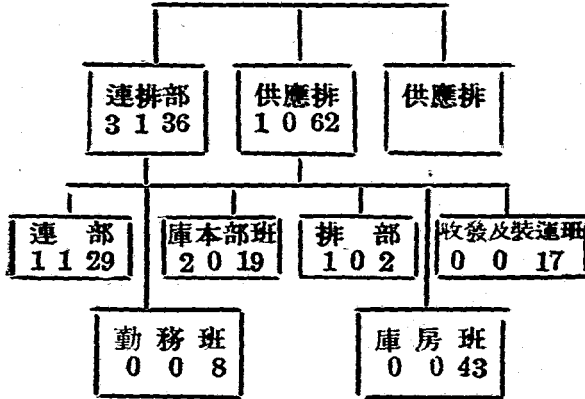 連排部
3 1 36
供應排
1 0 62
供應排
連部
1 1 29
庫本部班
2 0 19
排部
1 0 2
收發及裝運班
0 0 17
勤務班
0 0 8
庫房班
0 0 43